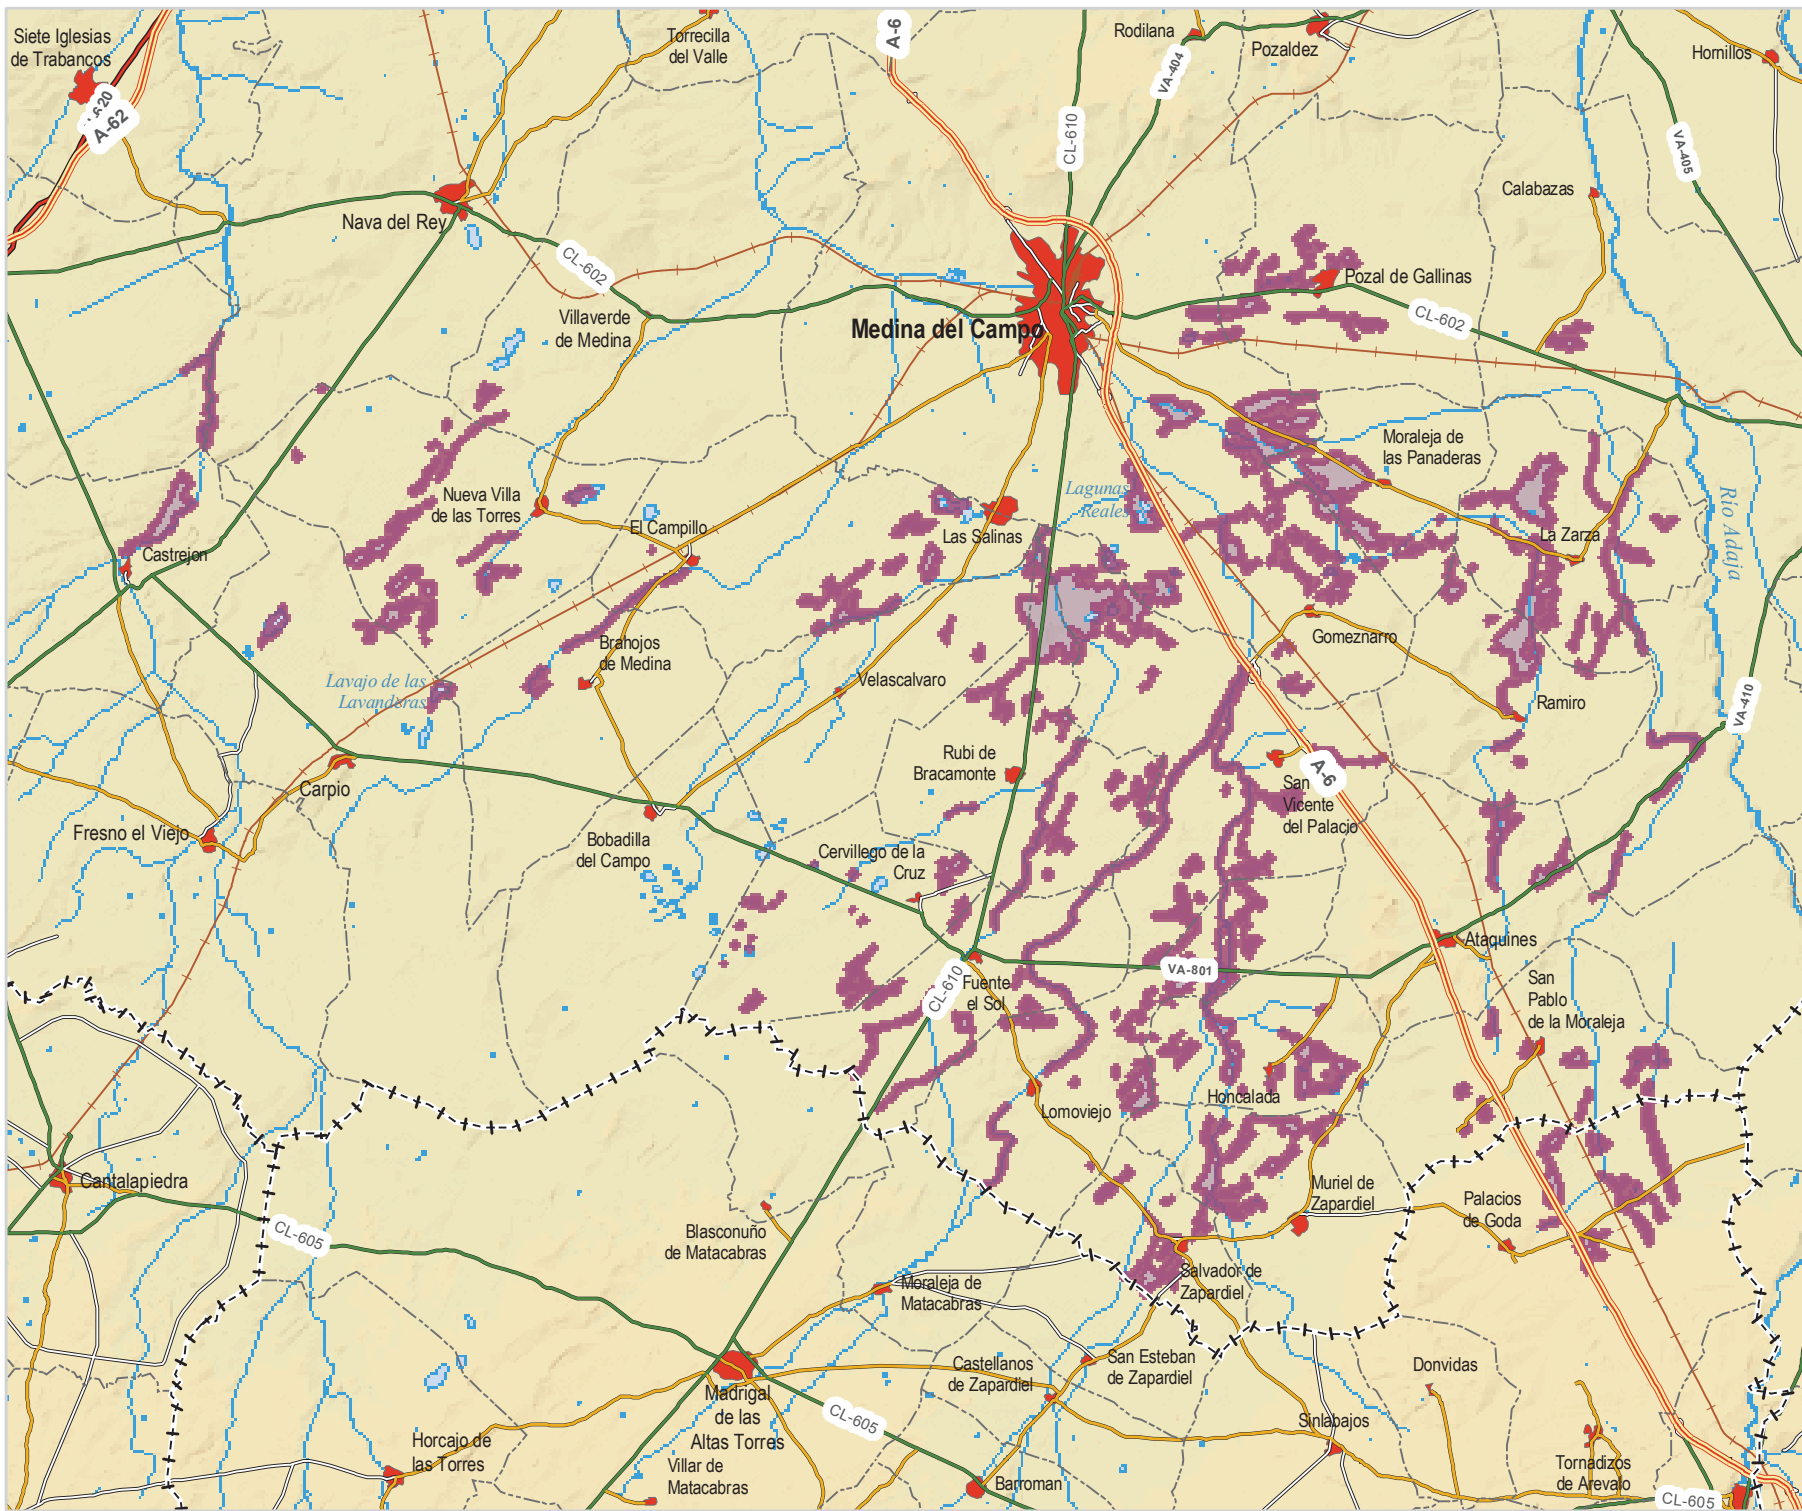 Siete Iglesias
de Trabancos
Torrecilla
del Valle
A-6
Rodilana
Pozaldez
Hornillos
VA-404
-620
A-62
CL-610
VA-405
Calabazas
Nava del Rey
CL-602
Pozal de Gallinas
Villaverde
de Medina
Medina del Campo
CL-602
Moraleja de
las Panaderas
Nueva Villa
de las Torres
El Campillo
Lagunas
Reales
Las Salinas
La Zarza
Río Adaja
Castrejon
Brahojos
de Medina
Gomeznarro
Lavajo de las
Lavanderas
Velascalvaro
Ramiro
VA-410
Rubi de
Bracamonte
A-6
Carpio
San
Vicente
del Palacio
Fresno el Viejo
Bobadilla
del Campo
Cervillego de la
Cruz
Ataquines
VA-801
CL-610
Fuente
el Sol
San
Pablo
de la Moraleja
Honcalada
Lomoviejo
Cantalapiedra
Muriel de
Zapardiel
Palacios
de Goda
CL-605
Blasconuño
de Matacabras
Salvador de
Zapardiel
Moraleja de
Matacabras
Castellanos
de Zapardiel
San Esteban
de Zapardiel
Donvidas
Madrigal
de las
Altas Torres
CL-605
Sinlabajos
Horcajo de
las Torres
Villar de
Matacabras
Barroman
Tornadizos
de Arevalo
CL-605